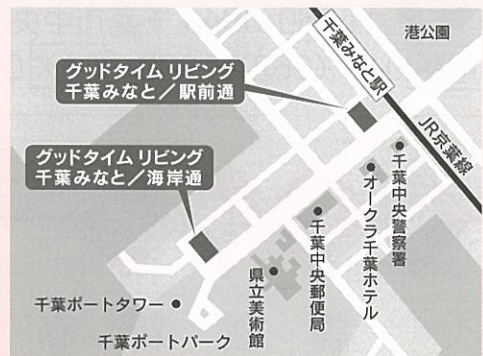 港公園
千葉みなと駅
JR京葉線
グッドタイム リビング
千葉みなと／駅前通
グッドタイム リビング
千葉みなと／海岸通
千葉中央警察署
オークラ千葉ホテル
千葉中央郵便局
県立美術館
千葉ポートタワー
千葉ポートパーク